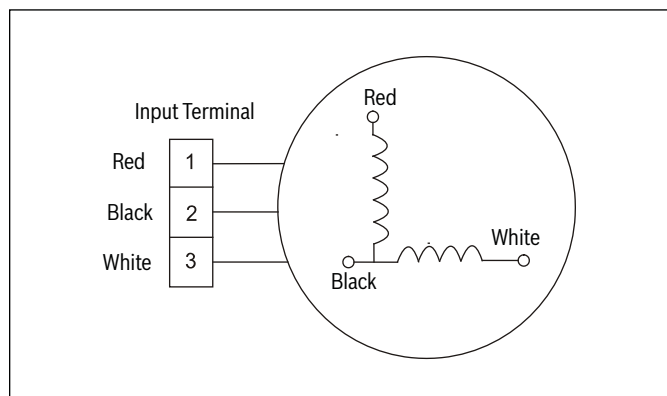 Red
Input Terminal
Red 1
Black 2
White 3
White
Black